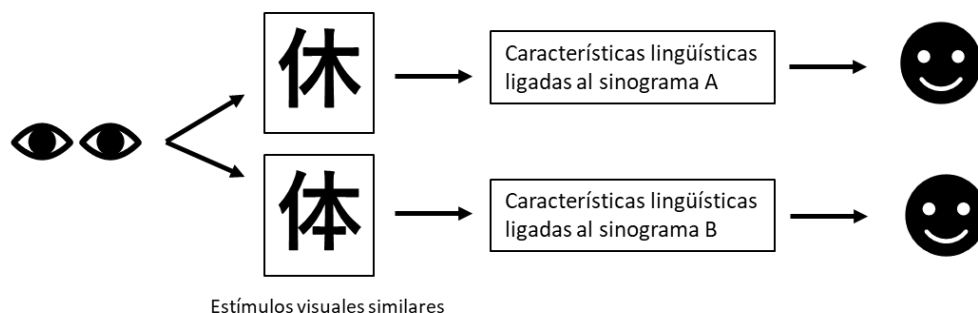 休
Características lingüísticas
ligadas al sinograma A
体
Características lingüísticas
ligadas al sinograma B
Estímulos visuales similares